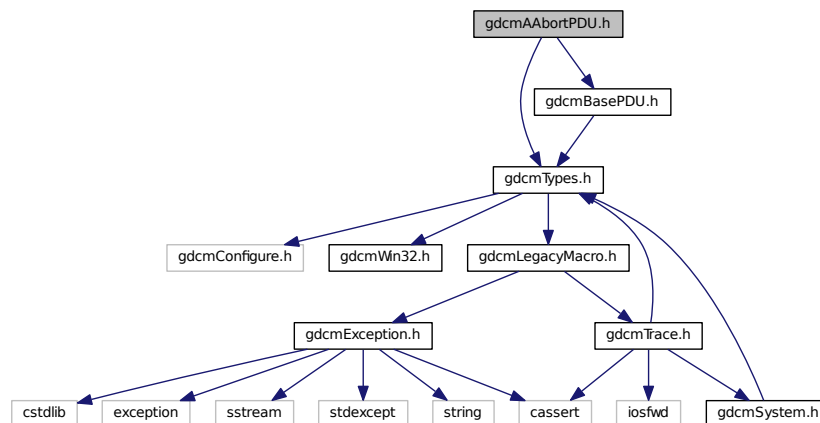 gdcmAAbortPDU.h
gdcmBasePDU.h
gdcmTypes.h
gdcmConfigure.h
gdcmWin32.h
gdcmLegacyMacro.h
gdcmException.h
gdcmTrace.h
cstdlib
exception
sstream
stdexcept
string
cassert
iosfwd
gdcmSystem.h